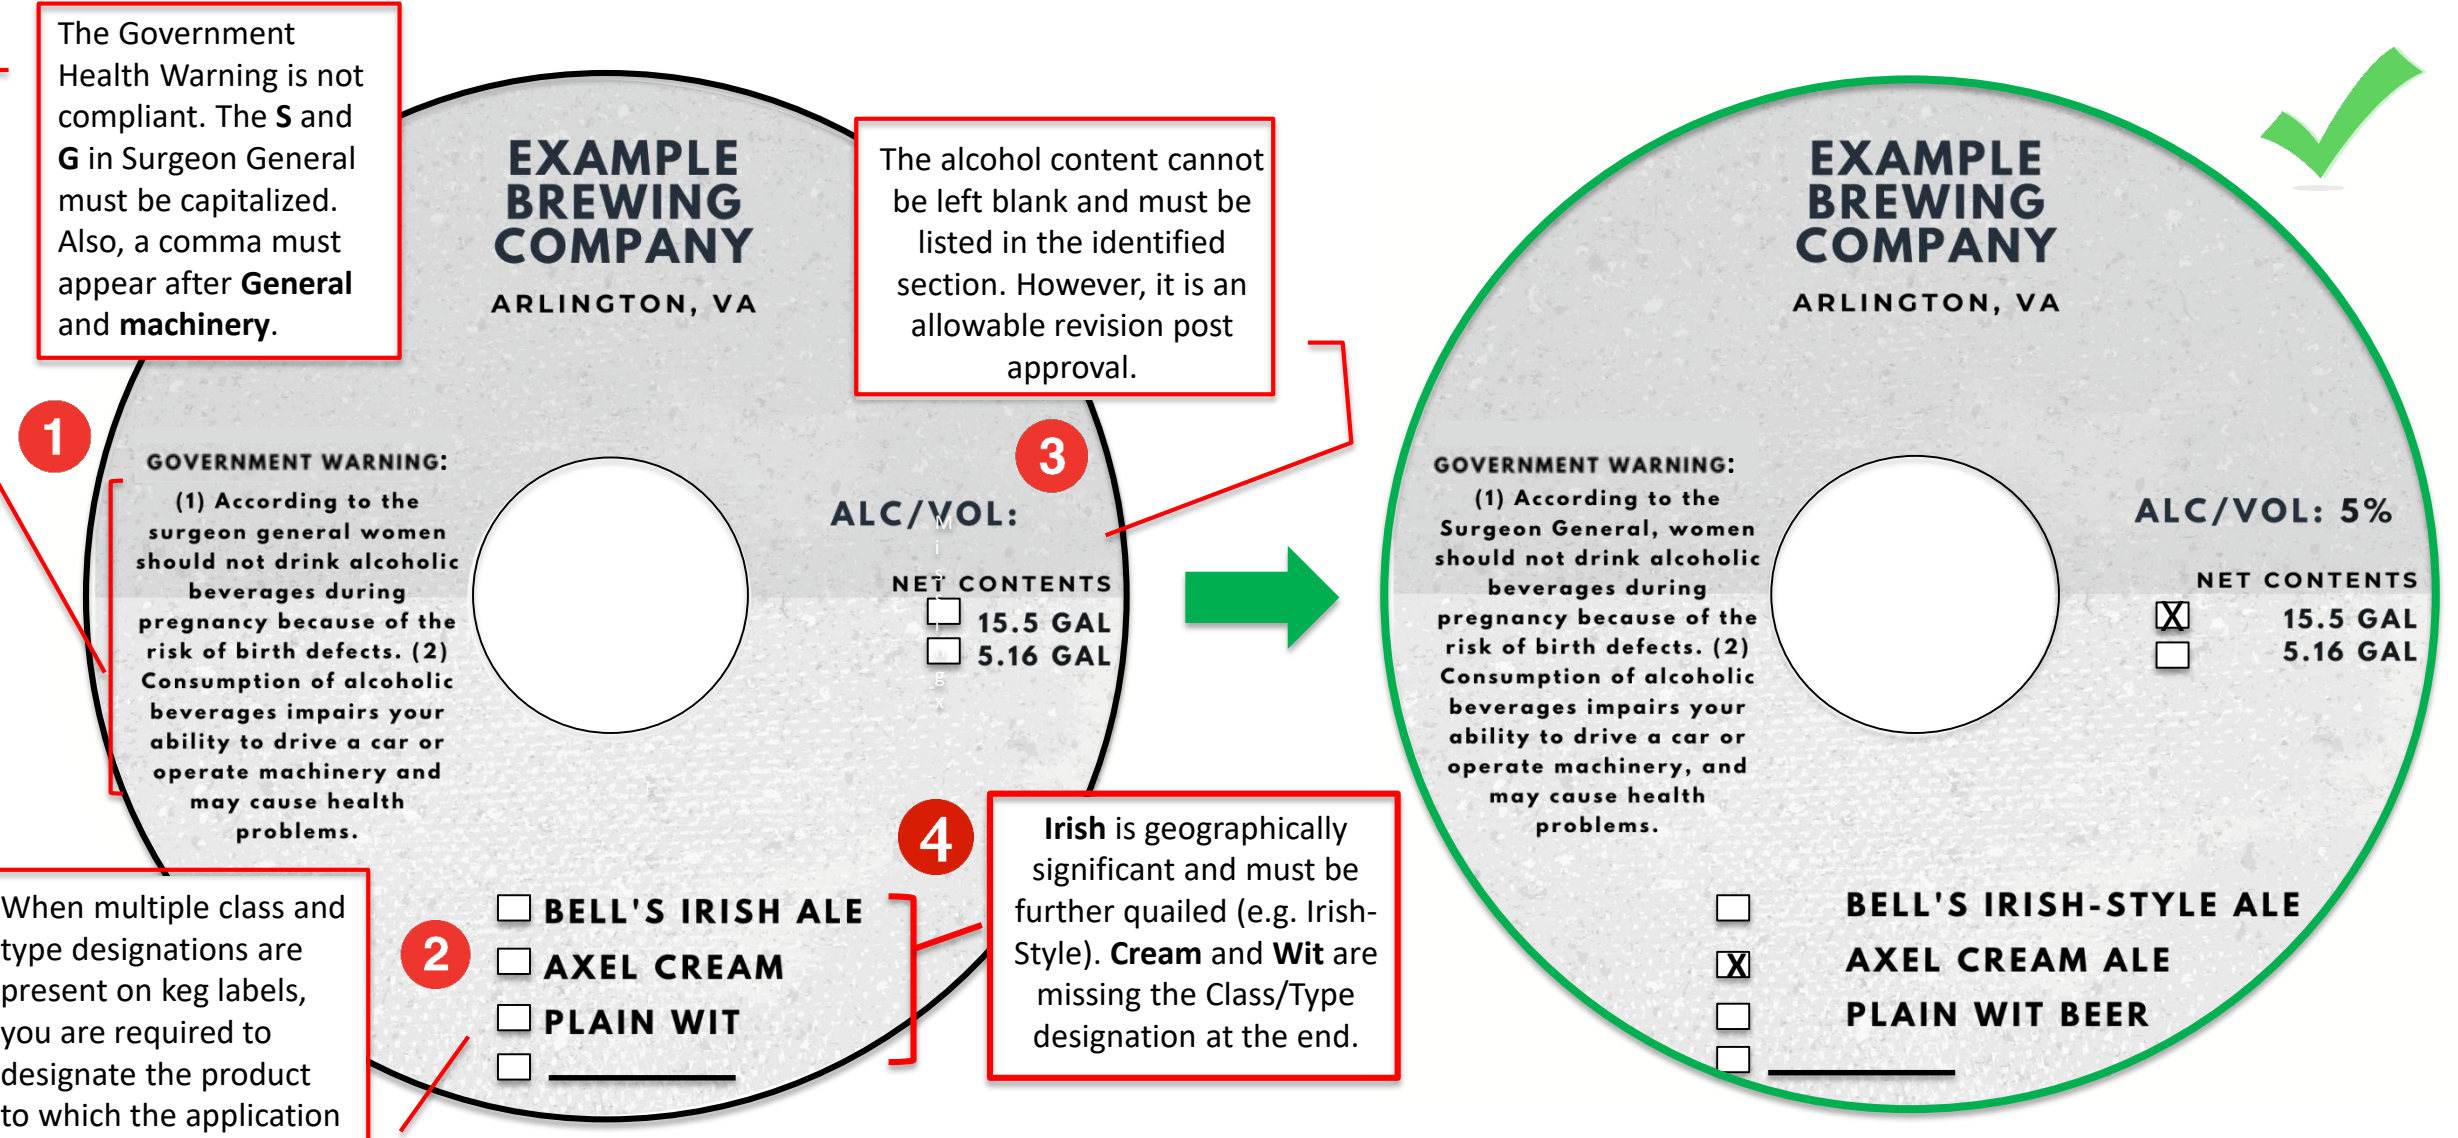 The Government
Health Warning is not
compliant. The S and
G in Surgeon General
must be capitalized.
Also, a comma must
appear after General
and machinery.
1
EXAMPLE
BREWING
COMPANY
ARLINGTON, VA
GOVERNMENT WARNING:
(1) According to the
surgeon general women
should not drink alcoholic
beverages during
pregnancy because of the
risk of birth defects. (2)
Consumption of alcoholic
beverages impairs your
ability to drive a car or
operate machinery and
may cause health
problems.
The alcohol content cannot
be left blank and must be
listed in the identified
section. However, it is an
allowable revision post
approval.
3
ALC/VOL:
NET CONTENTS
15.5 GAL
5.16 GAL
When multiple class and
type designations are
present on keg labels,
you are required to
designate the product
to which the application
2
BELL'S IRISH ALE
AXEL CREAM
PLAIN WIT
4
Irish is geographically
significant and must be
further quailed (e.g. Irish-
Style). Cream and Wit are
missing the Class/Type
designation at the end.
EXAMPLE
BREWING
COMPANY
ARLINGTON, VA
GOVERNMENT WARNING:
(1) According to the
Surgeon General, women
should not drink alcoholic
beverages during
pregnancy because of the
risk of birth defects. (2)
Consumption of alcoholic
beverages impairs your
ability to drive a car or
operate machinery, and
may cause health
problems.
ALC/VOL: 5%
NET CONTENTS
X 15.5 GAL
5.16 GAL
BELL'S IRISH-STYLE ALE
X AXEL CREAM ALE
PLAIN WIT BEER